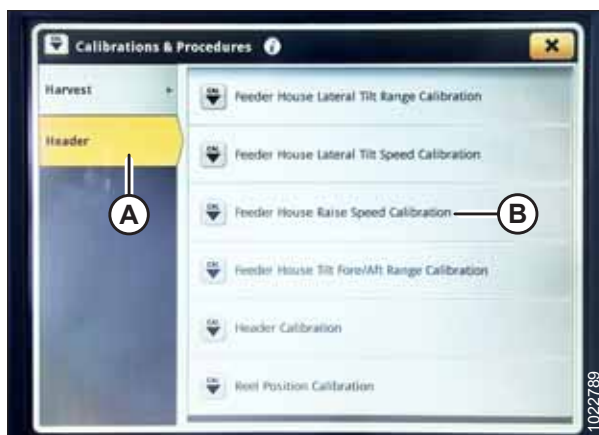 Calibrations & Procedures
Harvest
Header
Feeder House Lateral Tilt Range Calibration
Feeder House Lateral Tilt Speed Calibration
Feeder House Raise Speed Calibration
Feeder House Tilt Fore/Aft Range Calibration
Header Calibration
Reel Position Calibration
A
B
1022789